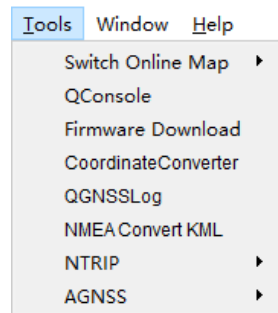 Tools Window Help
Switch Online Map
QConsole
Firmware Download
CoordinateConverter
QGNSSLog
NMEA Convert KML
NTRIP
AGNSS